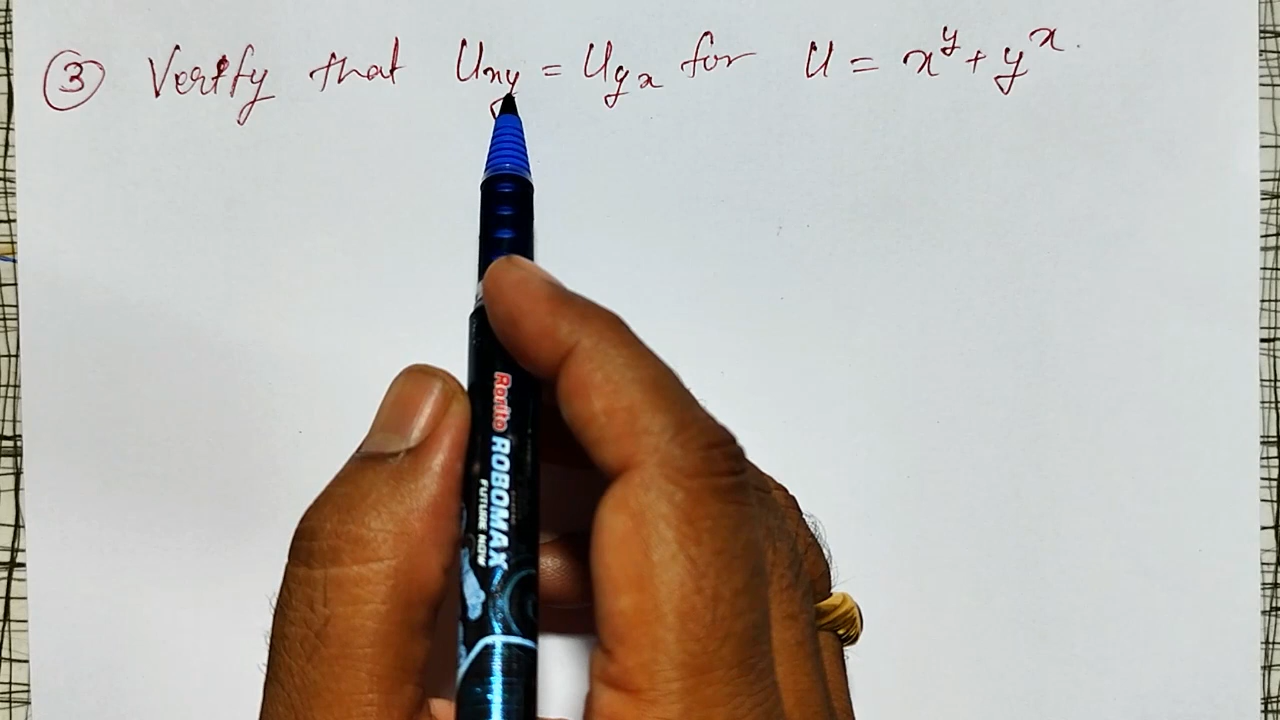 ③ Verify that Uxy = Uyx for U = x^y + y^x.
Rorito ROBOMAX
FUTURE NOW